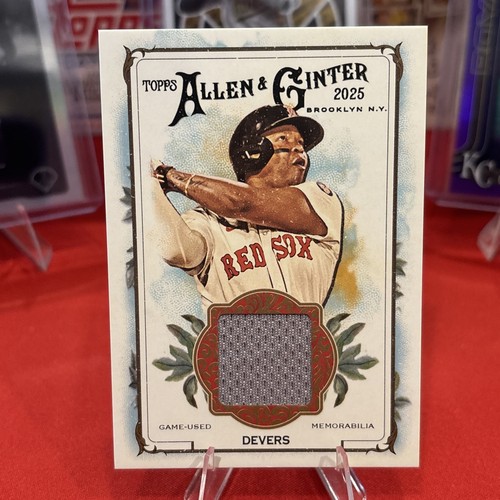 TOPPS ALLEN & GINTER 2025
BROOKLYN N.Y.
RED SOX
GAME-USED MEMORABILIA
DEVERS